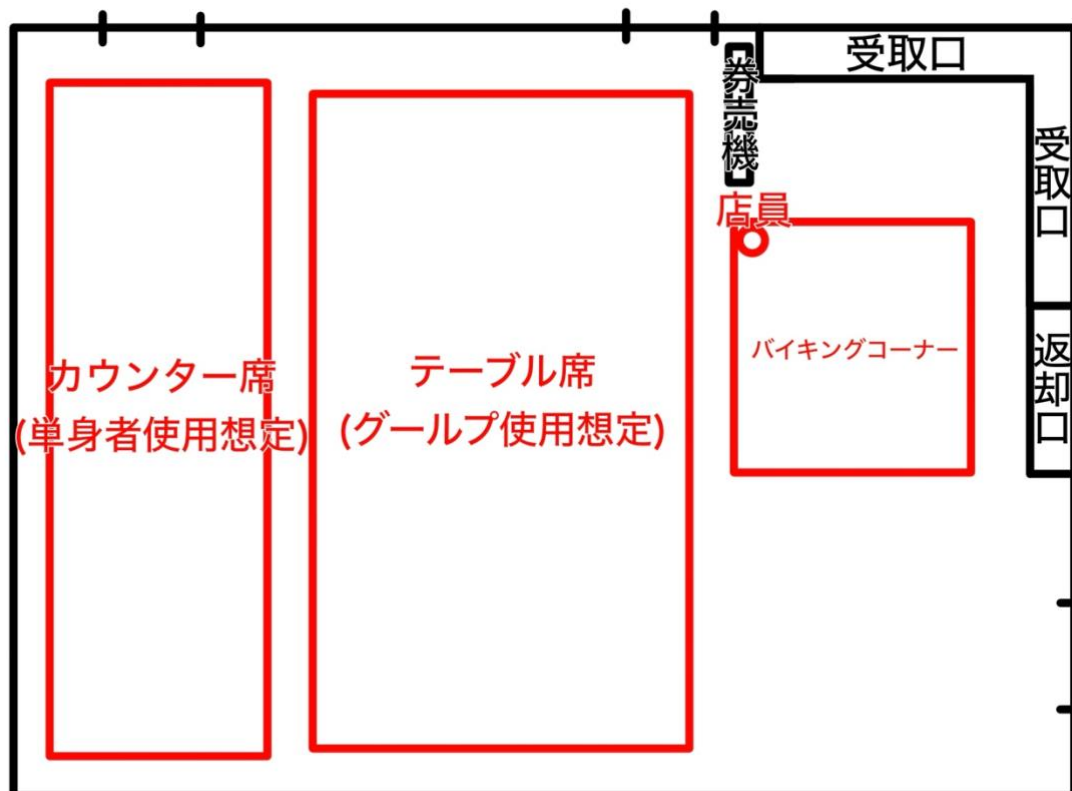 受取口
券売機
受取口
店員
バイキングコーナー
返却口
カウンター席
(単身者使用想定)
テーブル席
(グールプ使用想定)